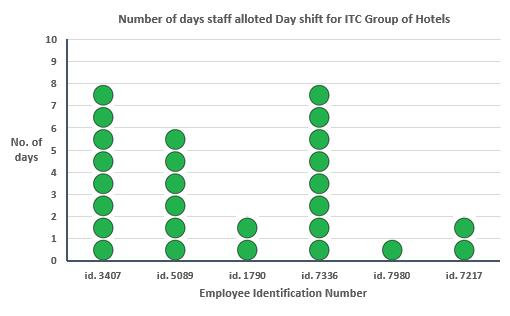 Number of days staff alloted Day shift for ITC Group of Hotels
10
9
8
7
6
5
4
3
2
1
0
No. of
days
id. 3407 id. 5089 id. 1790 id. 7336 id. 7980 id. 7217
Employee Identification Number